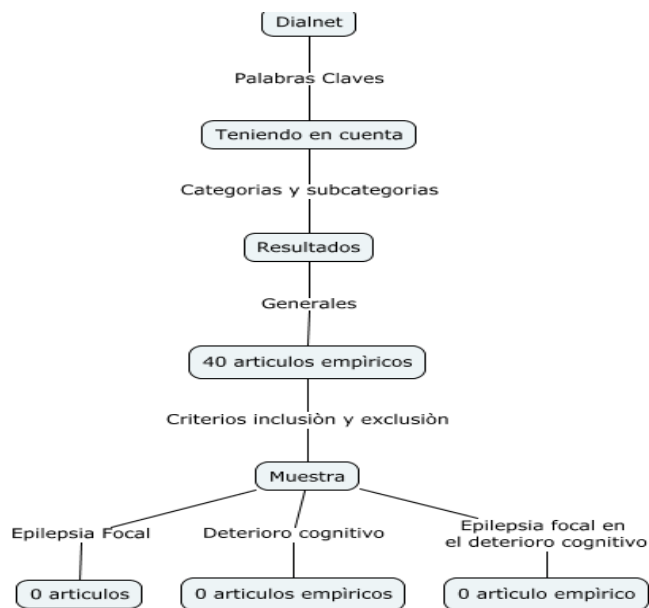 Dialnet
Palabras Claves
Teniendo en cuenta
Categorias y subcategorias
Resultados
Generales
40 articulos empìricos
Criterios inclusiòn y exclusiòn
Muestra
Epilepsia Focal
Deterioro cognitivo
Epilepsia focal en
el deterioro cognitivo
0 articulos
0 articulos empìricos
0 artìculo empìrico